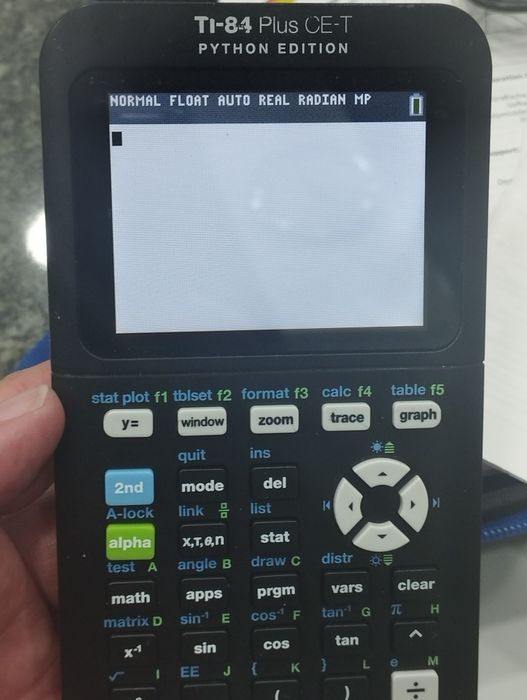 TI-84 Plus CE-T
PYTHON EDITION
NORMAL FLOAT AUTO REAL RADIAN MP
stat plot f1 tblset f2 format f3 calc f4 table f5
y= window zoom trace graph
quit ins
2nd mode del
A-lock link list
alpha X,T,θ,n stat
test A angle B draw C distr
math apps prgm vars clear
matrix D sin⁻¹ E cos⁻¹ F tan⁻¹ G π H
x⁻¹ sin cos tan ^
√ I EE J { K } L e M
( ) ÷